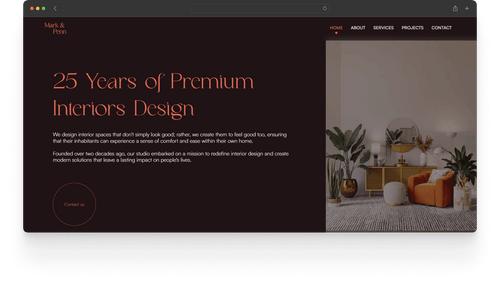 Mark &
Penn
HOME ABOUT SERVICES PROJECTS CONTACT
25 Years of Premium
Interiors Design
We design interior spaces that don't simply look good; rather, we create them to feel good too, ensuring
that their inhabitants can experience a sense of comfort and ease within their own home.
Founded over two decades ago, our studio embarked on a mission to redefine interior design and create
modern solutions that leave a lasting impact on people's lives.
Contact us